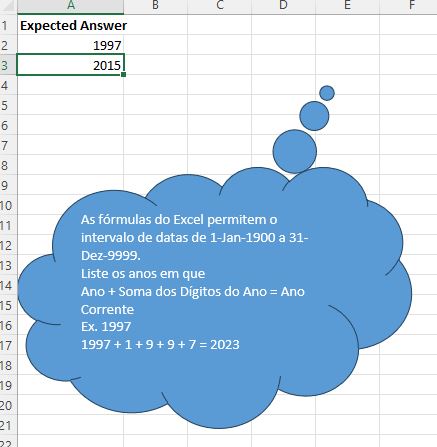 A B C D E F
1 Expected Answer
2 1997
3 2015
4
5
6
7
8
9
10
11
12
13
14
15
16
17
18
19
20
21
22
As fórmulas do Excel permitem o
intervalo de datas de 1-Jan-1900 a 31-
Dez-9999.
Liste os anos em que
Ano + Soma dos Dígitos do Ano = Ano
Corrente
Ex. 1997
1997 + 1 + 9 + 9 + 7 = 2023